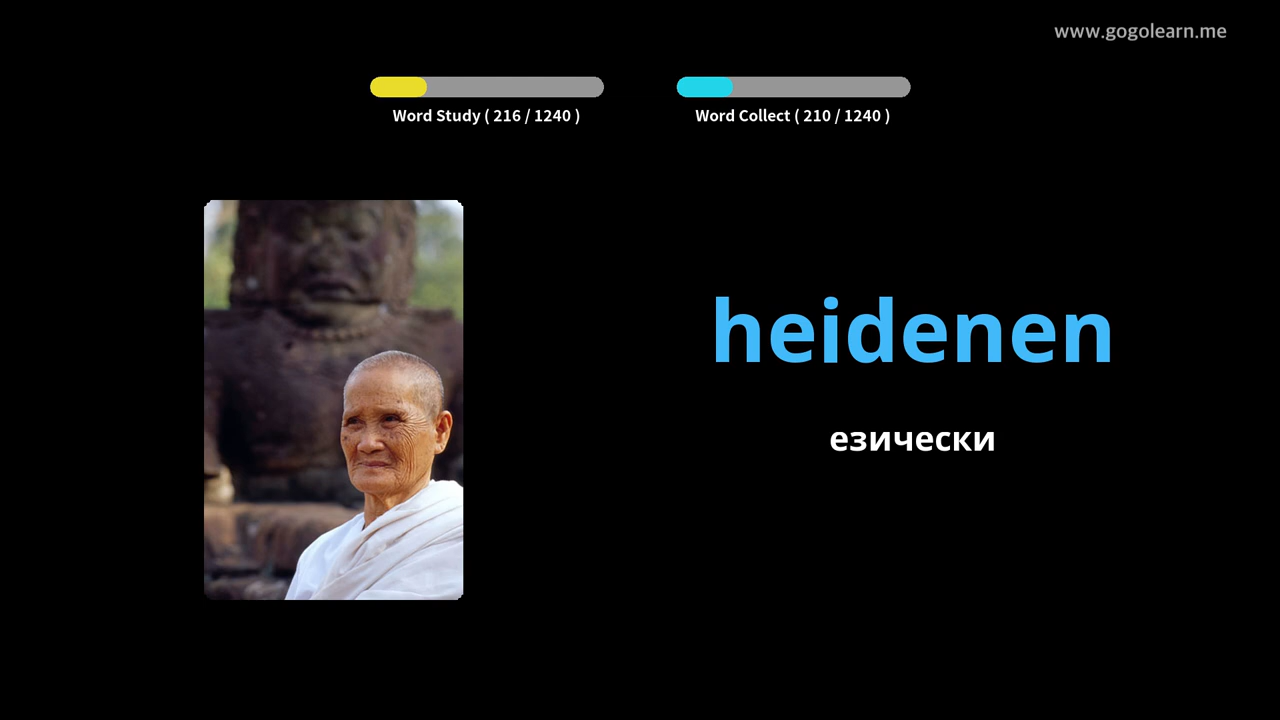 www.gogolearn.me
Word Study ( 216 / 1240 )
Word Collect ( 210 / 1240 )
heidenen
езически